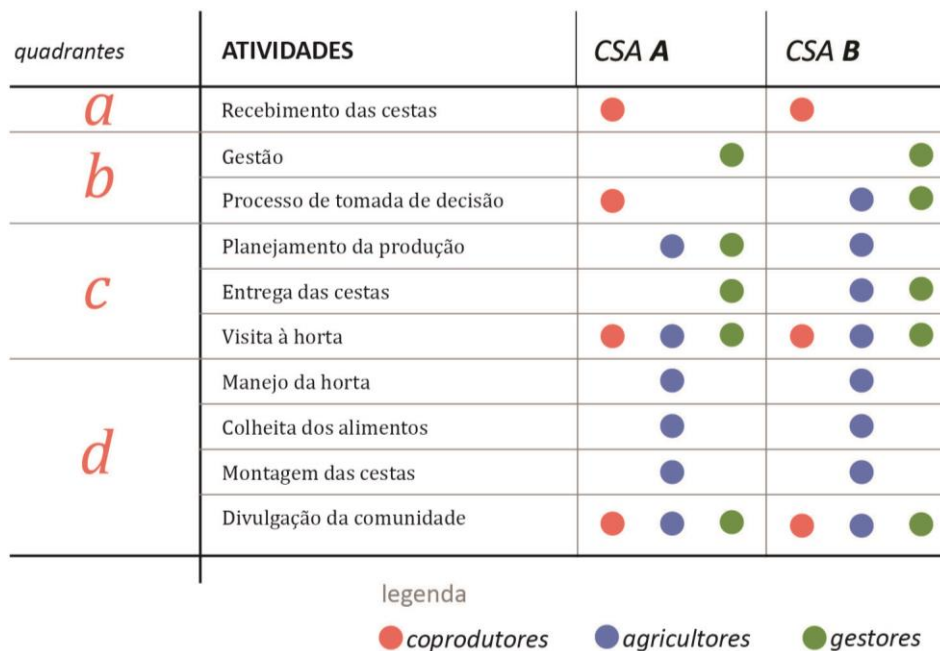 quadrantes ATIVIDADES CSA A CSA B
a Recebimento das cestas
b Gestão
Processo de tomada de decisão
c Planejamento da produção
Entrega das cestas
Visita à horta
d Manejo da horta
Colheita dos alimentos
Montagem das cestas
Divulgação da comunidade
legenda
coprodutores agricultores gestores